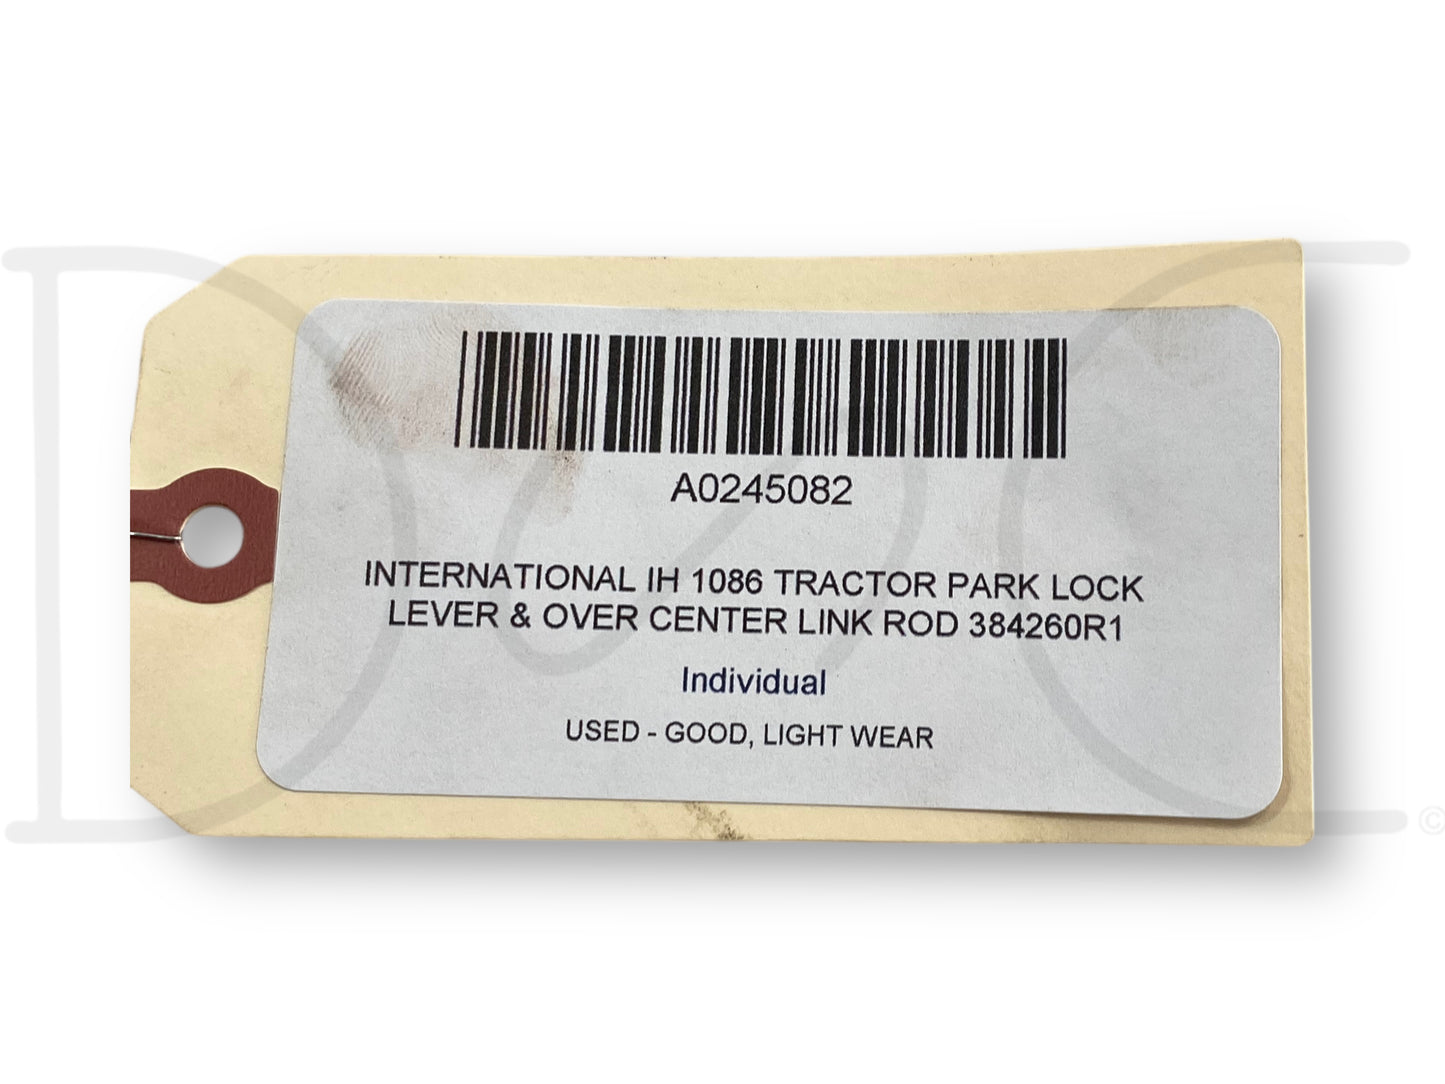 A0245082
INTERNATIONAL IH 1086 TRACTOR PARK LOCK
LEVER & OVER CENTER LINK ROD 384260R1
Individual
USED - GOOD, LIGHT WEAR
©